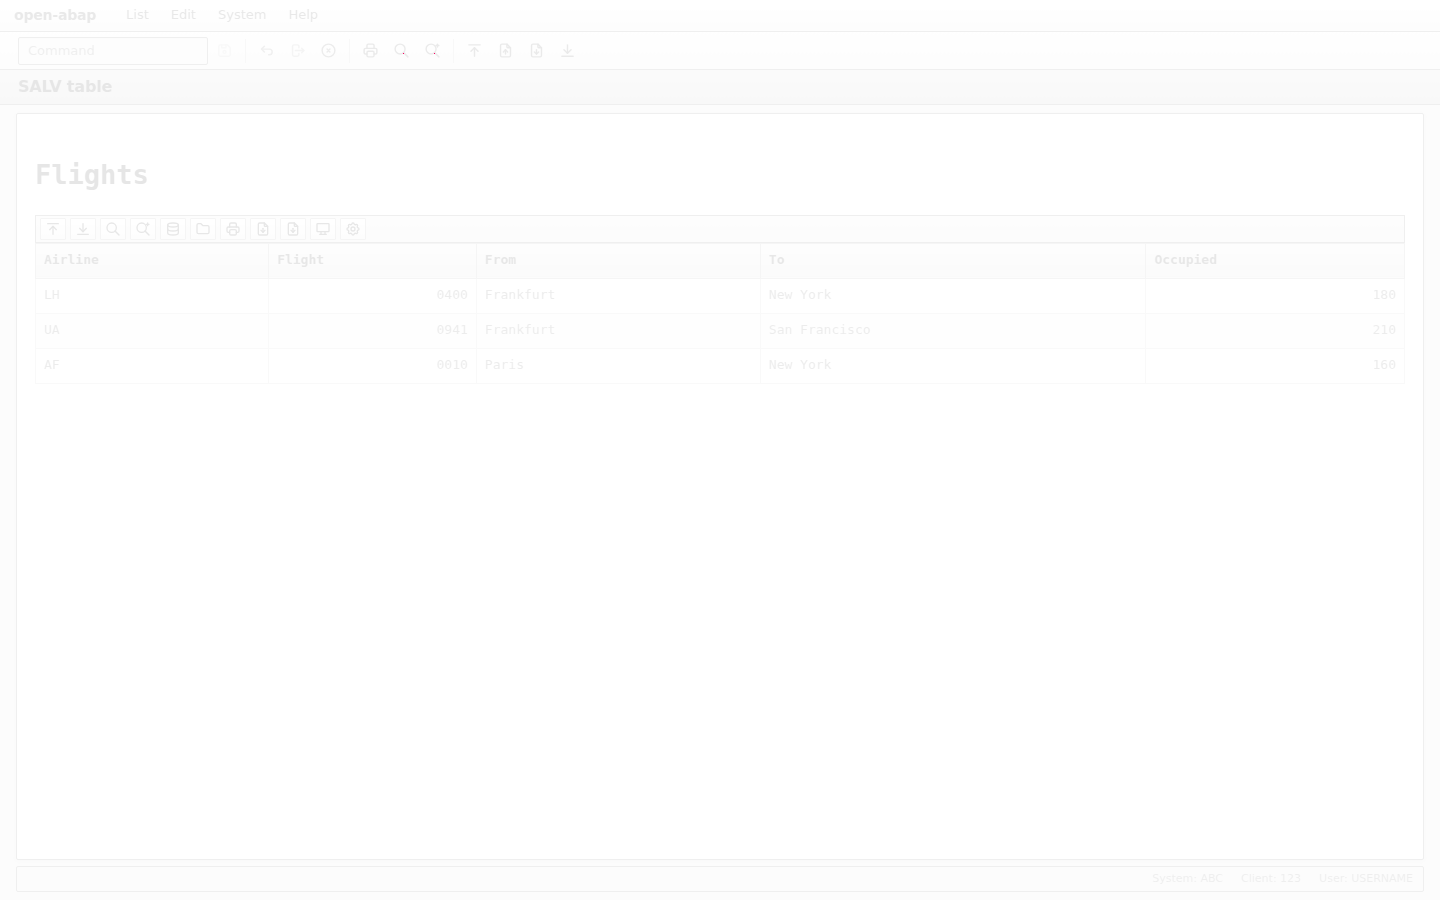 open-abap List Edit System Help
Command
SALV table
Flights
Airline Flight From To Occupied
LH 0400 Frankfurt New York 180
UA 0941 Frankfurt San Francisco 210
AF 0010 Paris New York 160
System: ABC Client: 123 User: USERNAME